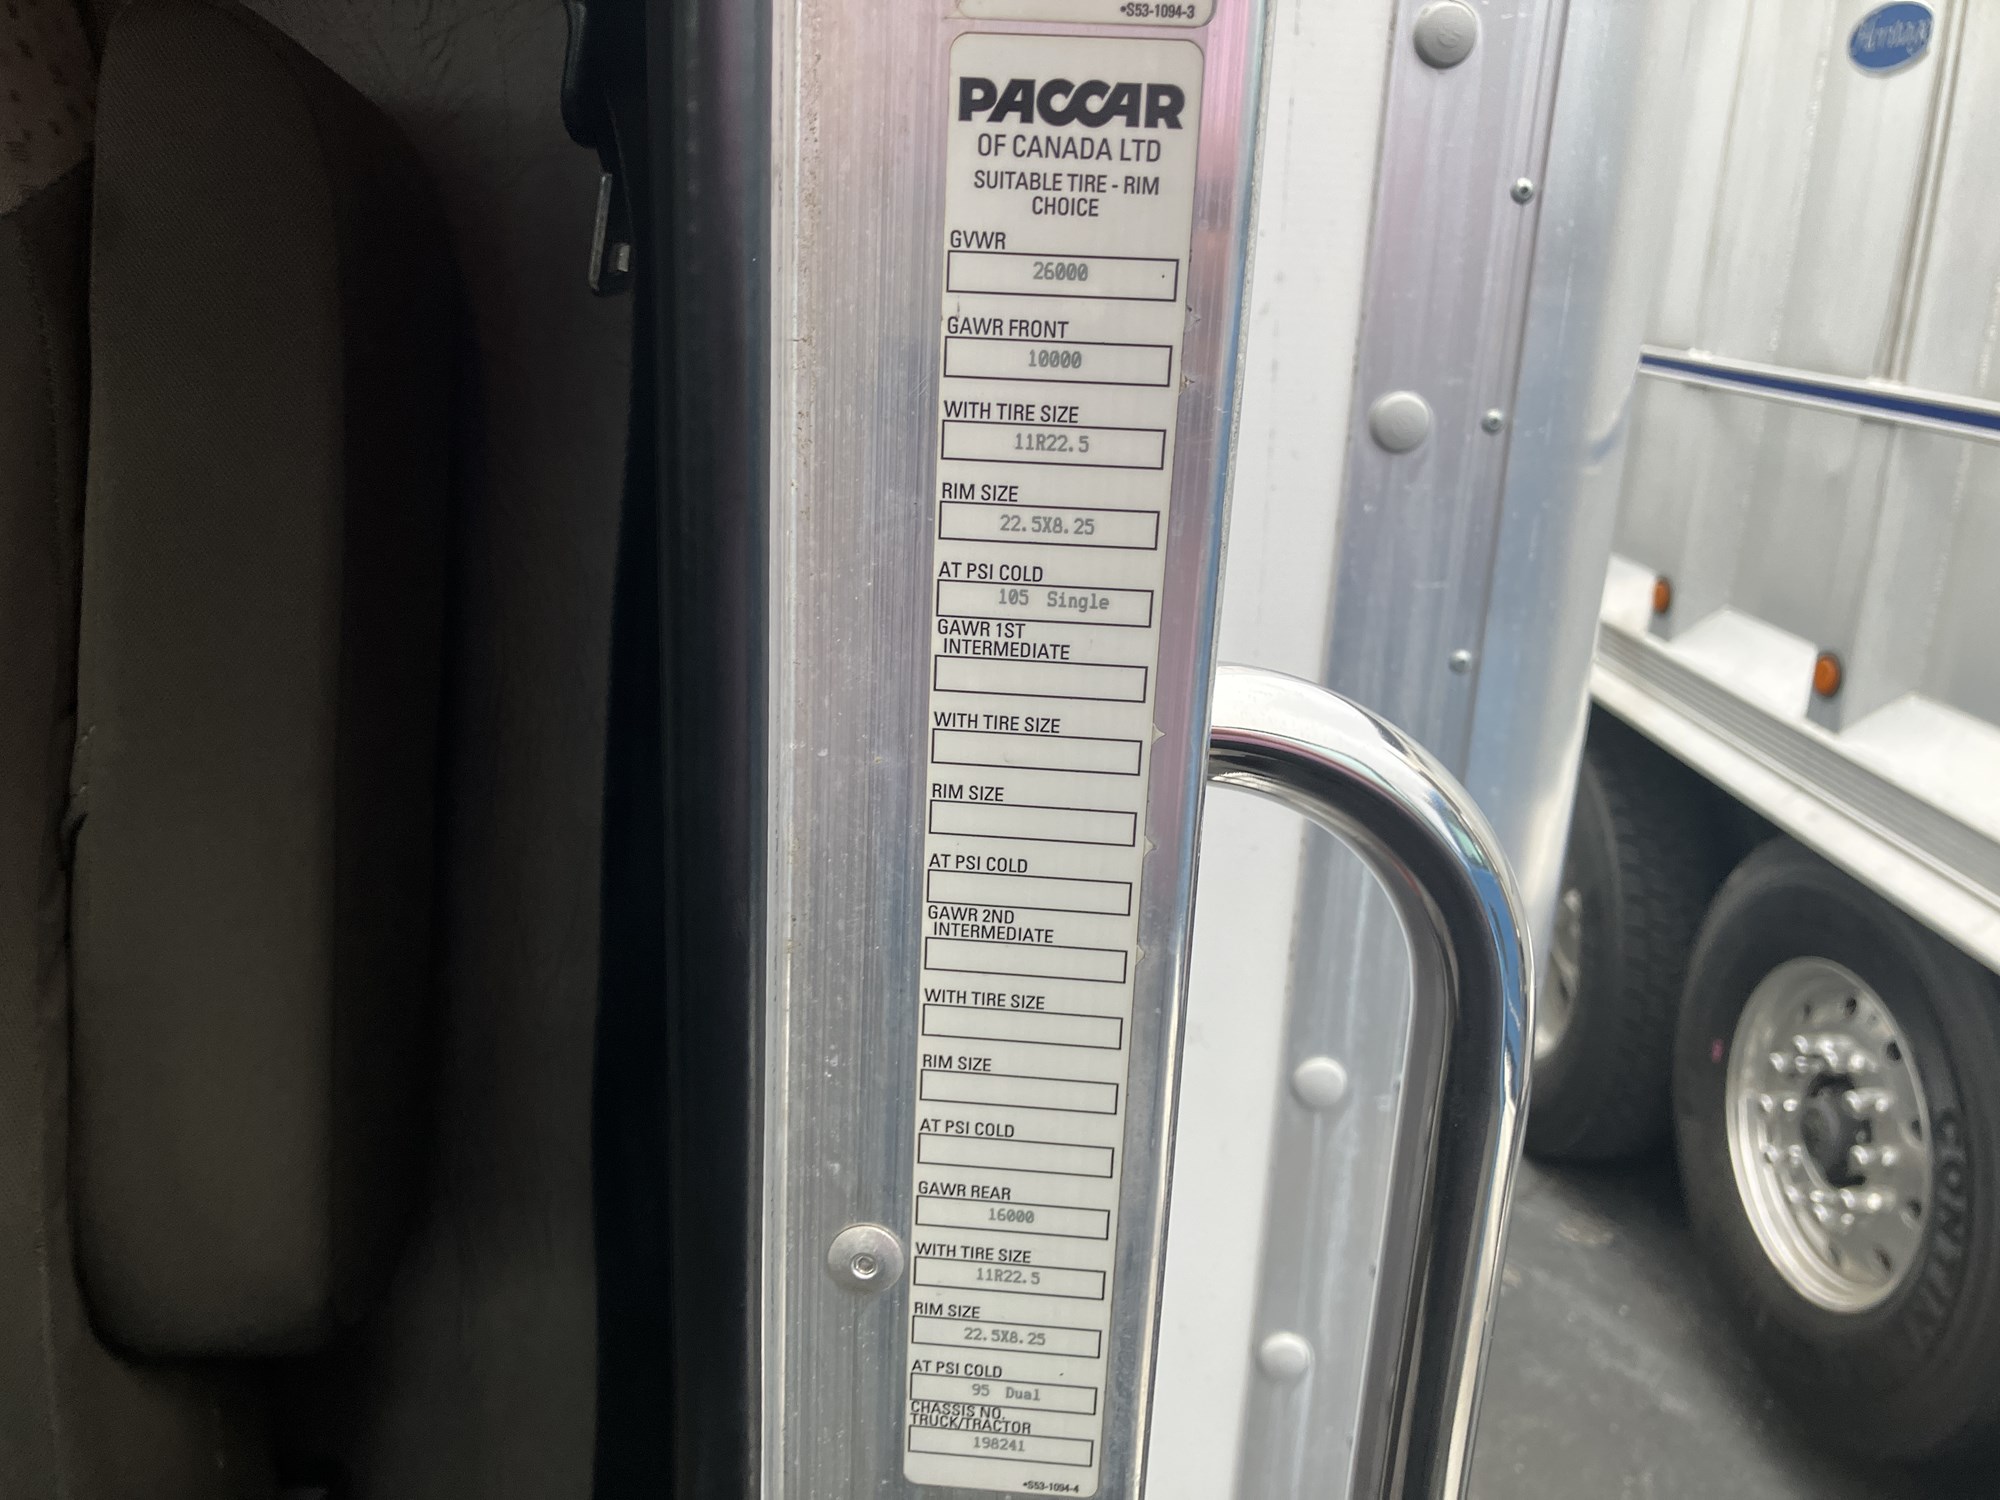 •S53-1094-3
PACCAR
OF CANADA LTD
SUITABLE TIRE - RIM
CHOICE
GVWR
26000
GAWR FRONT
10000
WITH TIRE SIZE
11R22.5
RIM SIZE
22.5X8.25
AT PSI COLD
105 Single
GAWR 1ST
INTERMEDIATE
WITH TIRE SIZE
RIM SIZE
AT PSI COLD
GAWR 2ND
INTERMEDIATE
WITH TIRE SIZE
RIM SIZE
AT PSI COLD
GAWR REAR
16000
WITH TIRE SIZE
11R22.5
RIM SIZE
22.5X8.25
AT PSI COLD
95 Dual
CHASSIS NO.
TRUCK/TRACTOR
198241
•S53-1094-4